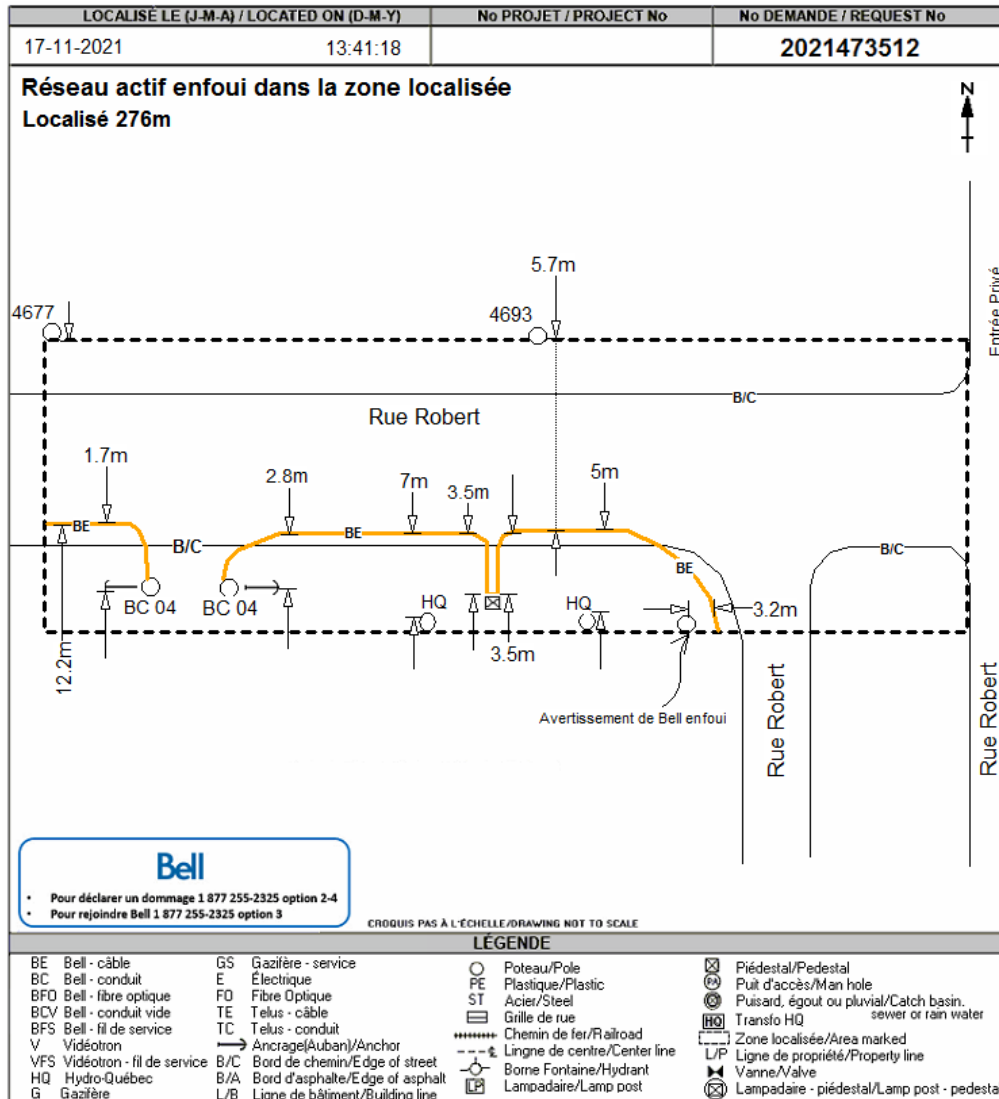 LOCALISÉ LE (J-M-A) / LOCATED ON (D-M-Y)
No PROJET / PROJECT No
No DEMANDE / REQUEST No
17-11-2021 13:41:18
2021473512
Réseau actif enfoui dans la zone localisée
Localisé 276m
N
Entrée Privé
5.7m
4677
4693
B/C
Rue Robert
1.7m
2.8m
7m
3.5m
5m
BE
BE
B/C
B/C
BE
BC 04
BC 04
HQ
HQ
3.2m
12.2m
3.5m
Avertissement de Bell enfoui
Rue Robert
Rue Robert
Bell
• Pour déclarer un dommage 1 877 255-2325 option 2-4
• Pour rejoindre Bell 1 877 255-2325 option 3
CROQUIS PAS À L'ÉCHELLE/DRAWING NOT TO SCALE
LÉGENDE
BE Bell - câble
BC Bell - conduit
BFO Bell - fibre optique
BCV Bell - conduit vide
BFS Bell - fil de service
V Vidéotron
VFS Vidéotron - fil de service
HQ Hydro-Québec
G Gazifère
GS Gazifère - service
E Électrique
FO Fibre Optique
TE Telus - câble
TC Telus - conduit
Ancrage(Auban)/Anchor
B/C Bord de chemin/Edge of street
B/A Bord d'asphalte/Edge of asphalt
L/B Ligne de bâtiment/Building line
Poteau/Pole
PE Plastique/Plastic
ST Acier/Steel
Grille de rue
Chemin de fer/Railroad
Lingne de centre/Center line
Borne Fontaine/Hydrant
LP Lampadaire/Lamp post
Piédestal/Pedestal
PA Puit d'accès/Man hole
Puisard, égout ou pluvial/Catch basin.
sewer or rain water
HQ Transfo HQ
Zone localisée/Area marked
L/P Ligne de propriété/Property line
Vanne/Valve
Lampadaire - piédestal/Lamp post - pedesta